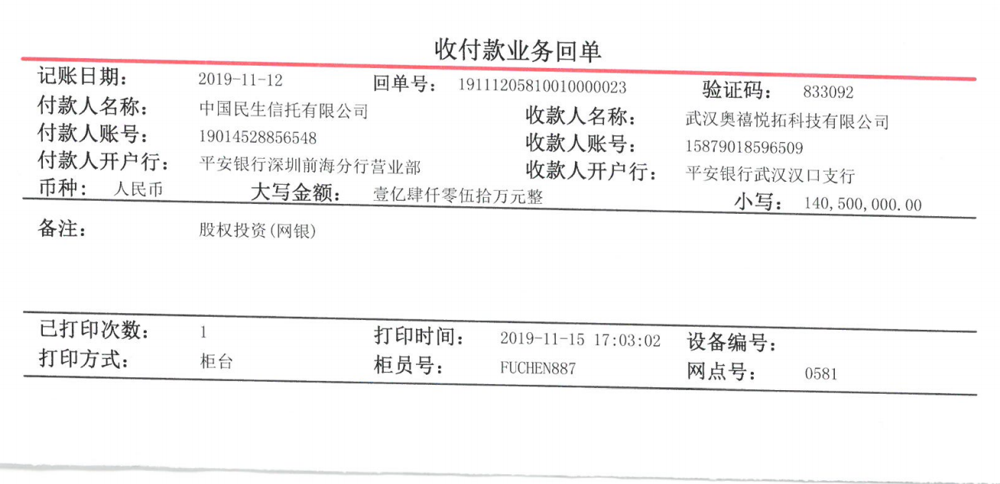 收付款业务回单
记账日期： 2019-11-12 回单号： 19111205810010000023 验证码： 833092
付款人名称： 中国民生信托有限公司 收款人名称： 武汉奥禧悦拓科技有限公司
付款人账号： 19014528856548 收款人账号： 15879018596509
付款人开户行： 平安银行深圳前海分行营业部 收款人开户行： 平安银行武汉汉口支行
币种： 人民币 大写金额： 壹亿肆仟零伍拾万元整 小写： 140,500,000.00
备注： 股权投资(网银)
已打印次数： 1 打印时间： 2019-11-15 17:03:02 设备编号：
打印方式： 柜台 柜员号： FUCHEN887 网点号： 0581